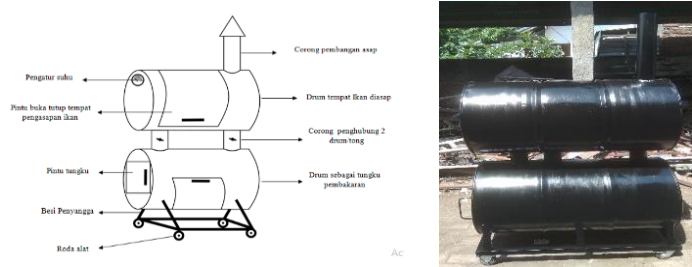 Corong pembangan asap
Pengatur suhu
Drum tempat Ikan diasap
Pintu buka tutup tempat
pengasapan ikan
Corong penghubung 2
drum/tong
Pintu tungku
Drum sebagai tungku
pembakaran
Besi Penyangga
Roda alat
Ac